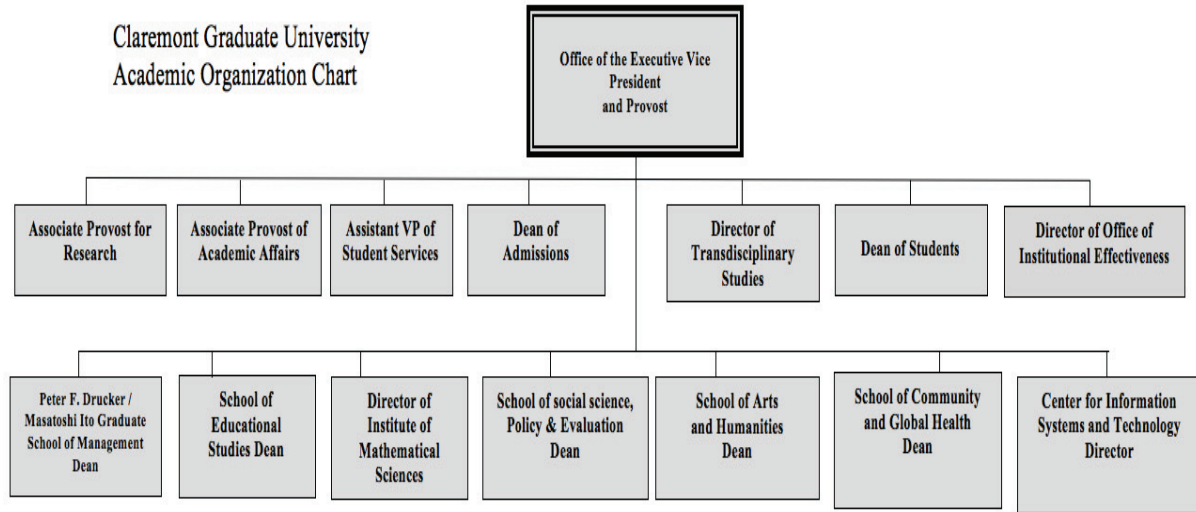 Claremont Graduate University
Academic Organization Chart
Office of the Executive Vice
President
and Provost
Associate Provost for
Research
Associate Provost of
Academic Affairs
Assistant VP of
Student Services
Dean of
Admissions
Director of
Transdisciplinary
Studies
Dean of Students
Director of Office of
Institutional Effectiveness
Peter F. Drucker /
Masatoshi Ito Graduate
School of Management
Dean
School of
Educational
Studies Dean
Director of
Institute of
Mathematical
Sciences
School of social science,
Policy & Evaluation
Dean
School of Arts
and Humanities
Dean
School of Community
and Global Health
Dean
Center for Information
Systems and Technology
Director